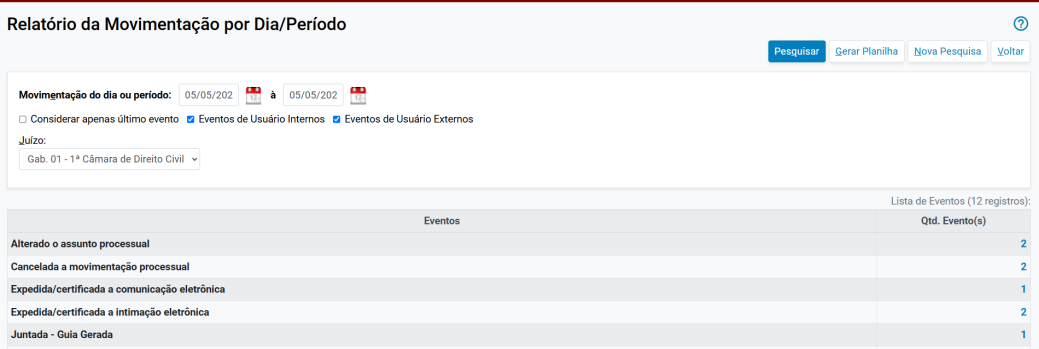 Relatório da Movimentação por Dia/Período
Pesquisar Gerar Planilha Nova Pesquisa Voltar
Movimentação do dia ou período: 05/05/202 à 05/05/202
Considerar apenas último evento Eventos de Usuário Internos Eventos de Usuário Externos
Juízo:
Gab. 01 - 1ª Câmara de Direito Civil
Lista de Eventos (12 registros):
Eventos Qtd. Evento(s)
Alterado o assunto processual 2
Cancelada a movimentação processual 2
Expedida/certificada a comunicação eletrônica 1
Expedida/certificada a intimação eletrônica 2
Juntada - Guia Gerada 1